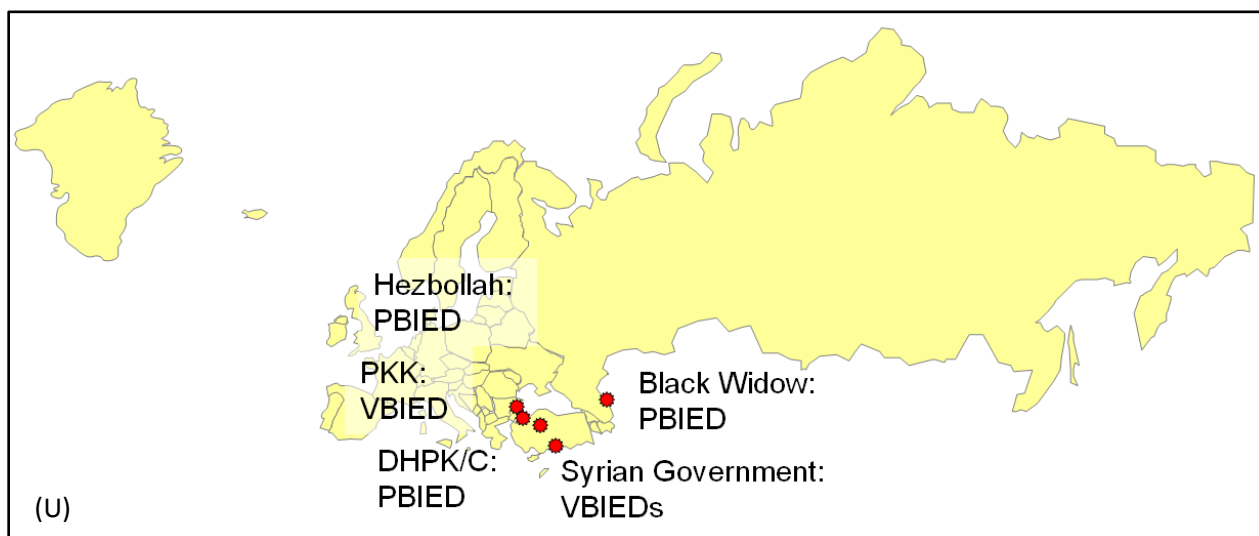 Hezbollah:
PBIED
PKK:
VBIED
Black Widow:
PBIED
DHPK/C:
PBIED
Syrian Government:
VBIEDs
(U)